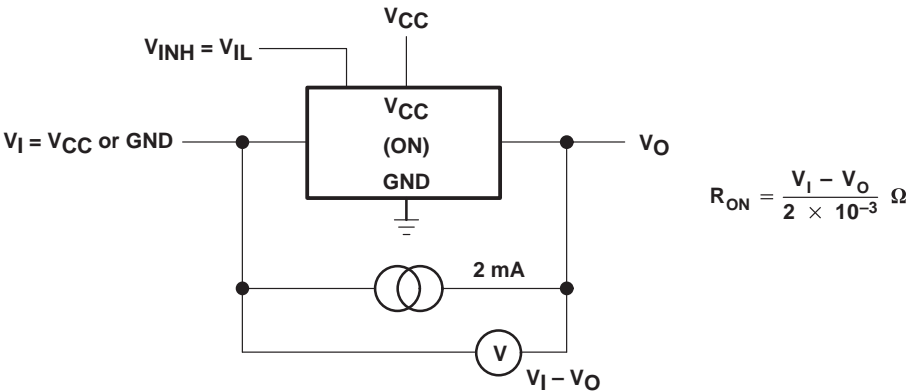 VCC
VINH = VIL
VCC
VI = VCC or GND
(ON)
VO
GND
RON = VI – VO / 2 × 10–3 Ω
2 mA
V
VI – VO